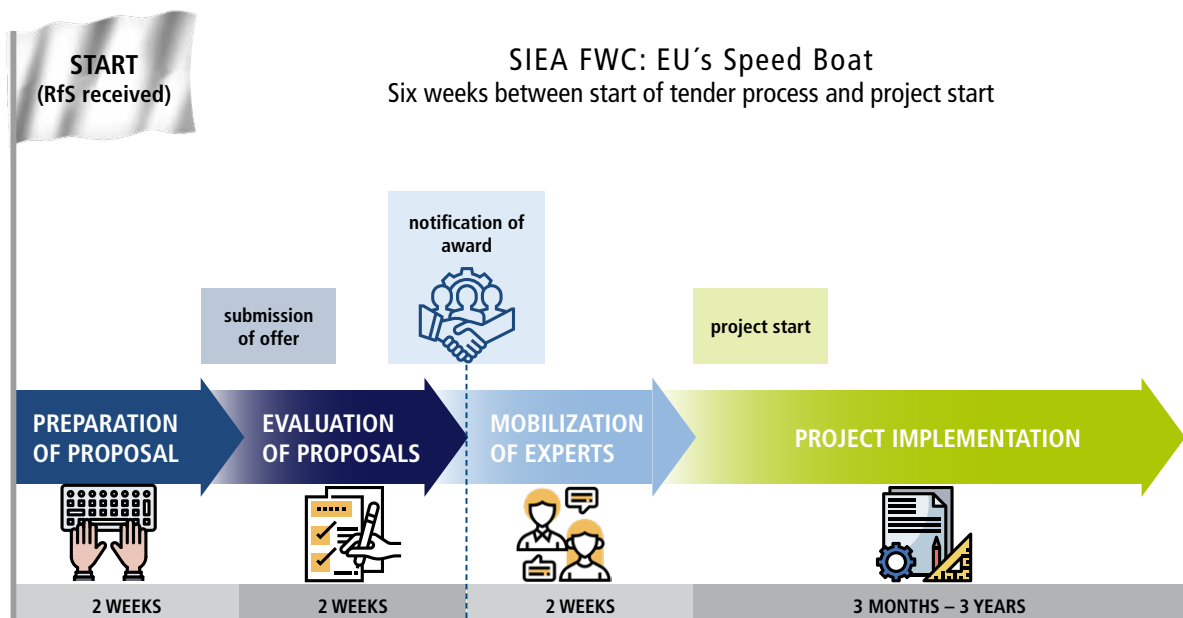 START
(RfS received)
SIEA FWC: EU´s Speed Boat
Six weeks between start of tender process and project start
notification of
award
submission
of offer
project start
PREPARATION
OF PROPOSAL
EVALUATION
OF PROPOSALS
MOBILIZATION
OF EXPERTS
PROJECT IMPLEMENTATION
2 WEEKS
2 WEEKS
2 WEEKS
3 MONTHS – 3 YEARS